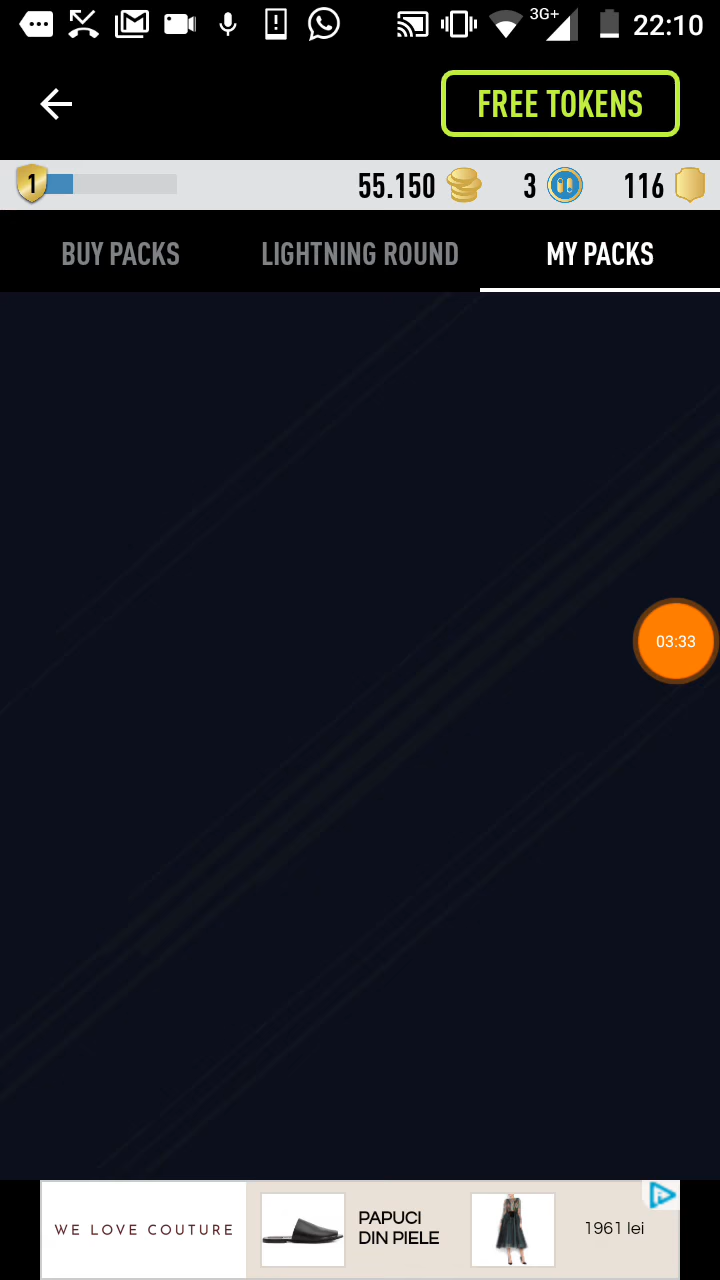 3G+ 22:10
FREE TOKENS
1 55.150 3 116
BUY PACKS LIGHTNING ROUND MY PACKS
03:33
WE LOVE COUTURE
PAPUCI
DIN PIELE
1961 lei